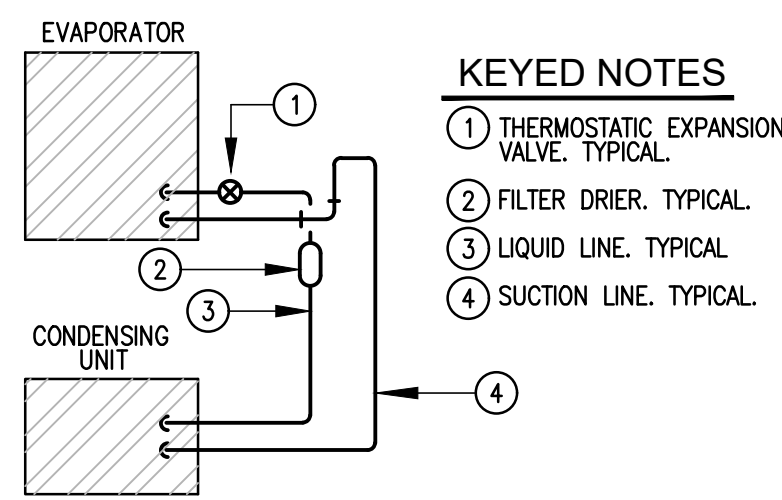 EVAPORATOR
1
2
3
CONDENSING
UNIT
4
KEYED NOTES
1 THERMOSTATIC EXPANSION
VALVE. TYPICAL.
2 FILTER DRIER. TYPICAL.
3 LIQUID LINE. TYPICAL
4 SUCTION LINE. TYPICAL.